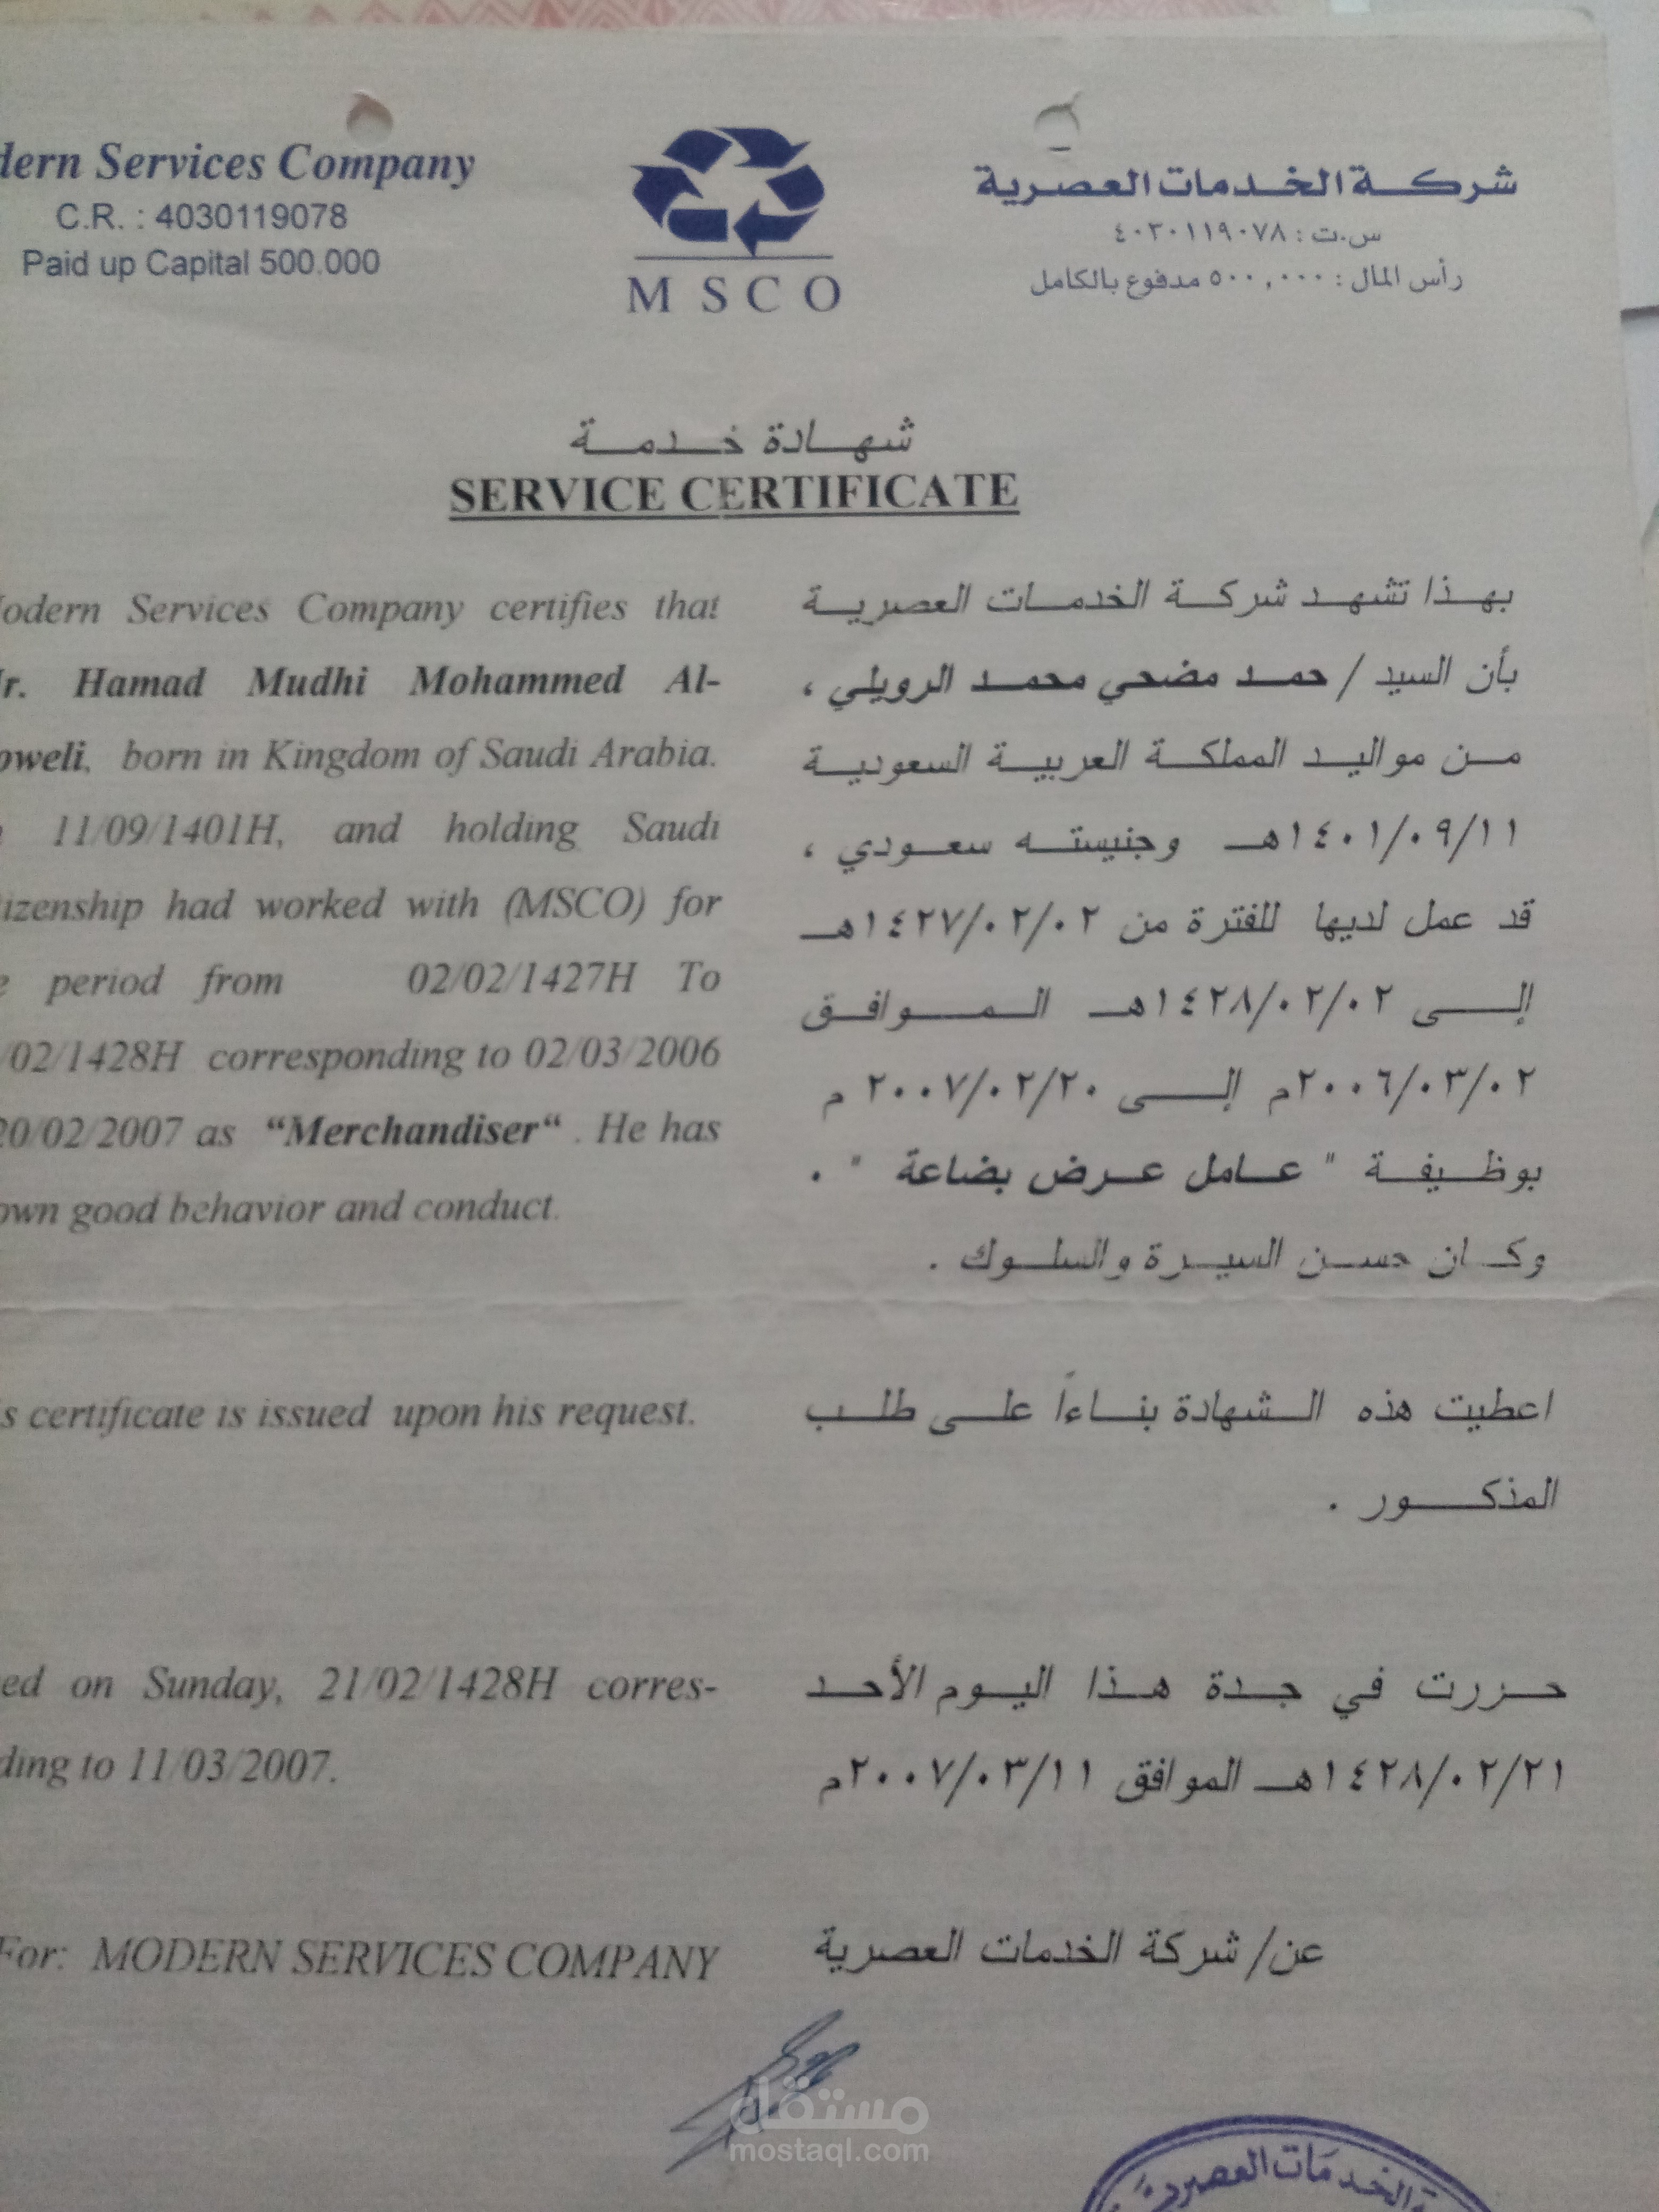 dern Services Company
C.R. : 4030119078
Paid up Capital 500.000
M S C O
شركة الخدمات العصرية
س.ت : ٤٠٣٠١١٩٠٧٨
رأس المال : ٥٠٠,٠٠٠ مدفوع بالكامل
شهادة خدمة
SERVICE CERTIFICATE
odern Services Company certifies that
r. Hamad Mudhi Mohammed Al-
oweli, born in Kingdom of Saudi Arabia.
11/09/1401H, and holding Saudi
izenship had worked with (MSCO) for
e period from 02/02/1427H To
/02/1428H corresponding to 02/03/2006
20/02/2007 as “Merchandiser“ . He has
own good behavior and conduct.
s certificate is issued upon his request.
ed on Sunday, 21/02/1428H corres-
ding to 11/03/2007.
For: MODERN SERVICES COMPANY
بهذا تشهد شركة الخدمات العصرية
بأن السيد / حمد مضحي محمد الرويلي ،
من مواليد المملكة العربية السعودية
١٤٠١/٠٩/١١هـ وجنيسته سعودي ،
قد عمل لديها للفترة من ١٤٢٧/٠٢/٠٢هـ
إلى ١٤٢٨/٠٢/٠٢هـ الموافق
٢٠٠٦/٠٣/٠٢م إلى ٢٠٠٧/٠٢/٢٠ م
بوظيفة " عامل عرض بضاعة " .
وكان حسن السيرة والسلوك .
اعطيت هذه الشهادة بناءاً على طلب
المذكور .
حررت في جدة هذا اليوم الأحد
١٤٢٨/٠٢/٢١هـ الموافق ٢٠٠٧/٠٣/١١م
عن/ شركة الخدمات العصرية
مستقل
mostaql.com
الخدمات العصرية